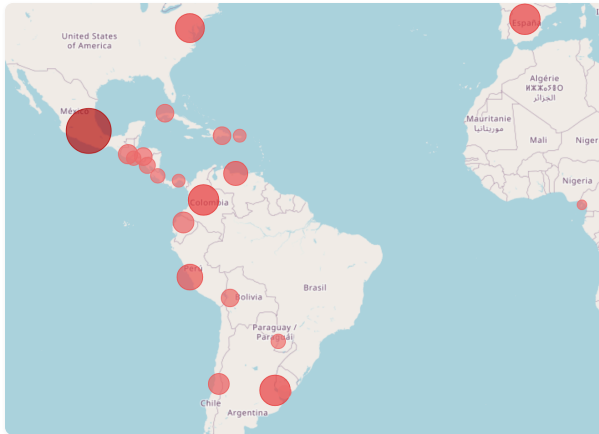 España
United States
of America
Algérie
ⵍⵣⵣⴰⵢⴻⵔ
الجزائر
México
Mauritanie
موريتانيا
Mali
Niger
Nigeria
Colombia
Perú
Brasil
Bolivia
Paraguay /
Paraguái
Chile
Argentina